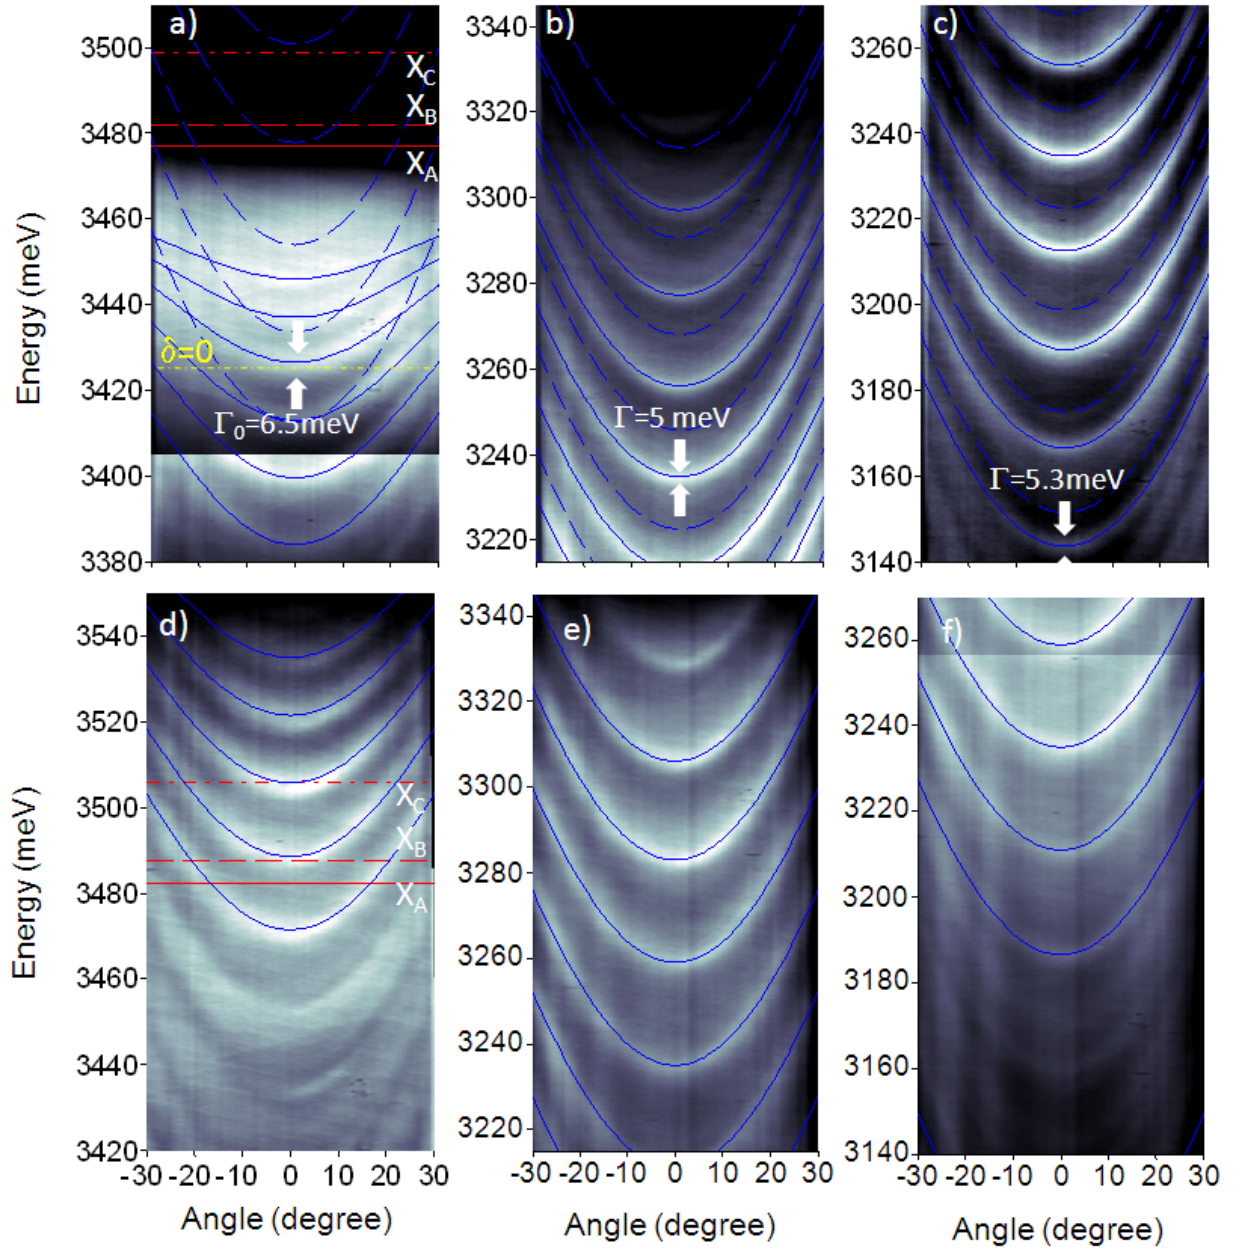 a)
3500
3480
3460
3440
3420
3400
3380
X_C
X_B
X_A
δ=0
Γ₀=6.5meV
b)
3340
3320
3300
3280
3260
3240
3220
Γ=5 meV
c)
3260
3240
3220
3200
3180
3160
3140
Γ=5.3meV
Energy (meV)
d)
3540
3520
3500
3480
3460
3440
3420
X_C
X_B
X_A
-30 -20 -10 0 10 20 30
Angle (degree)
e)
3340
3320
3300
3280
3260
3240
3220
-30 -20 -10 0 10 20 30
Angle (degree)
f)
3260
3240
3220
3200
3180
3160
3140
-30 -20 -10 0 10 20 30
Angle (degree)
Energy (meV)